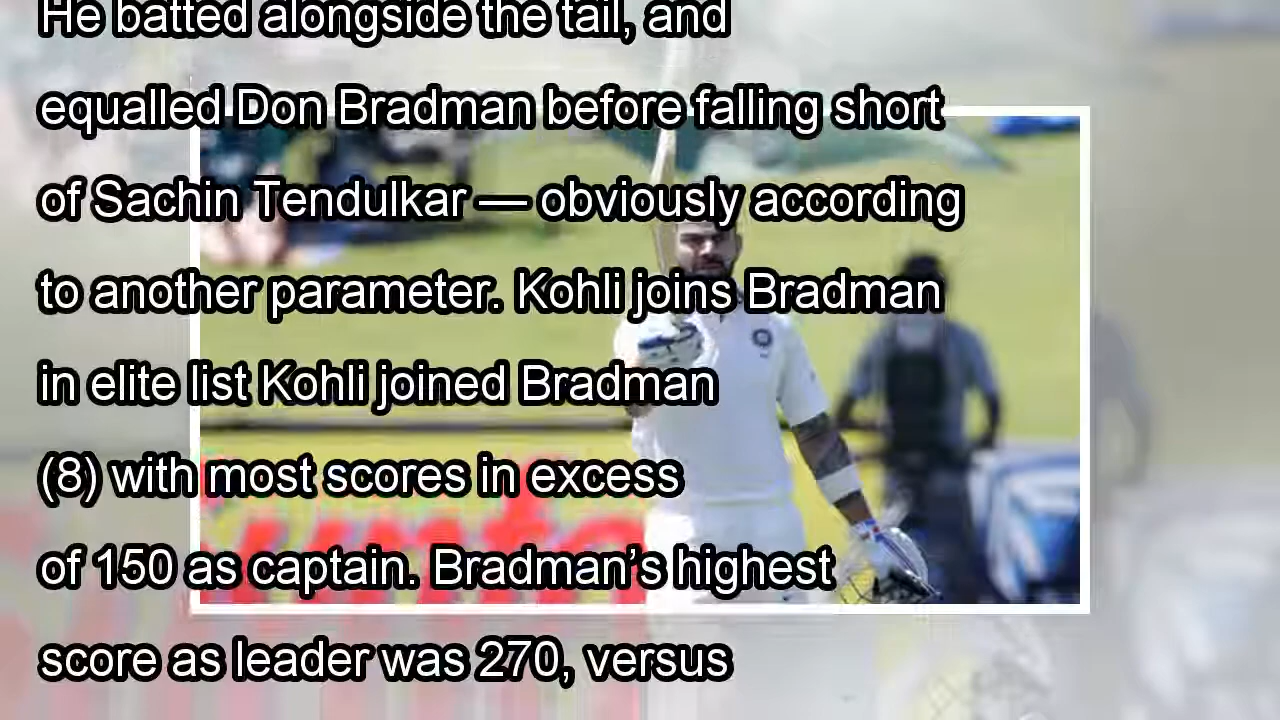 He batted alongside the tail, and
equalled Don Bradman before falling short
of Sachin Tendulkar — obviously according
to another parameter. Kohli joins Bradman
in elite list Kohli joined Bradman
(8) with most scores in excess
of 150 as captain. Bradman’s highest
score as leader was 270, versus